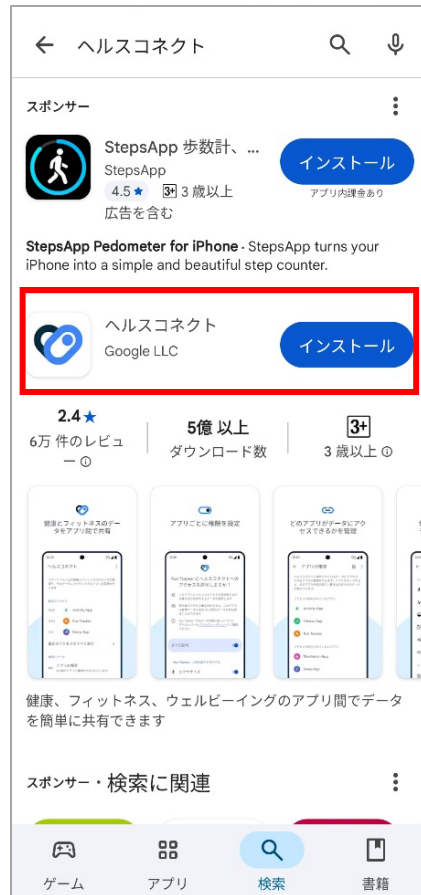 ヘルスコネクト
スポンサー
StepsApp 歩数計、...
StepsApp
4.5★ 3+ 3 歳以上
広告を含む
インストール
アプリ内課金あり
StepsApp Pedometer for iPhone · StepsApp turns your
iPhone into a simple and beautiful step counter.
ヘルスコネクト
Google LLC
インストール
2.4★
6万 件のレビュ
ー
5億 以上
ダウンロード数
3+
3 歳以上
健康とフィットネスのデー
タをアプリ間で共有
アプリごとに権限を設定
どのアプリがデータにアク
セスできるかを管理
健康、フィットネス、ウェルビーイングのアプリ間でデータ
を簡単に共有できます
スポンサー・検索に関連
ゲーム
アプリ
検索
書籍